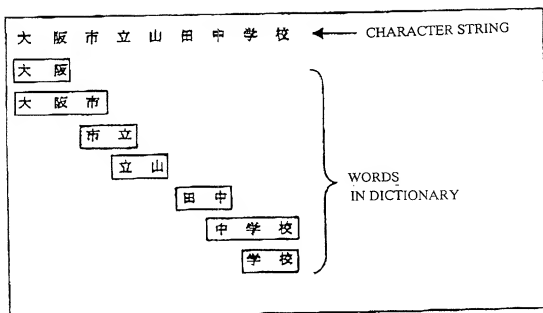 大阪市立山田中学校 CHARACTER STRING
大阪
大阪市
市立
立山
田中
中学校
学校
WORDS
IN DICTIONARY